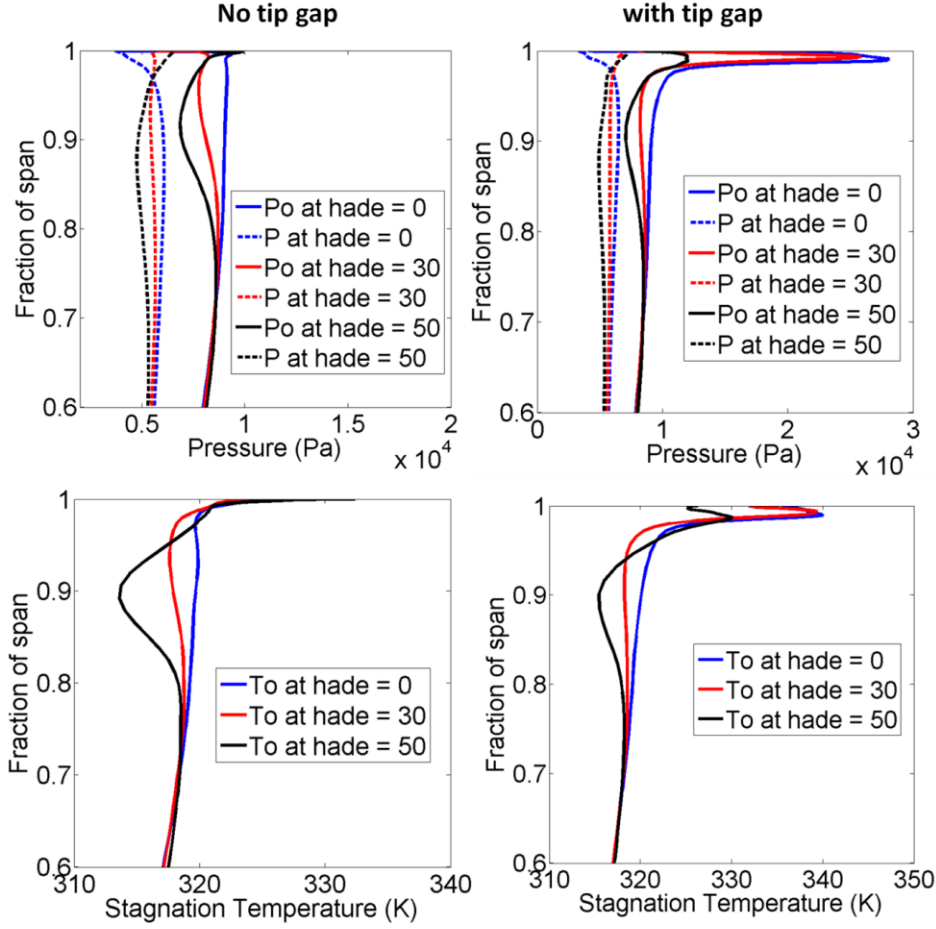 No tip gap
with tip gap
1
0.9
0.8
0.7
0.6
Fraction of span
Po at hade = 0
P at hade = 0
Po at hade = 30
P at hade = 30
Po at hade = 50
P at hade = 50
0.5 1 1.5 2
Pressure (Pa)
x 10⁴
1
0.9
0.8
0.7
0.6
Fraction of span
Po at hade = 0
P at hade = 0
Po at hade = 30
P at hade = 30
Po at hade = 50
P at hade = 50
0 1 2 3
Pressure (Pa)
x 10⁴
1
0.9
0.8
0.7
0.6
Fraction of span
To at hade = 0
To at hade = 30
To at hade = 50
310 320 330 340
Stagnation Temperature (K)
1
0.9
0.8
0.7
0.6
Fraction of span
To at hade = 0
To at hade = 30
To at hade = 50
310 320 330 340 350
Stagnation Temperature (K)